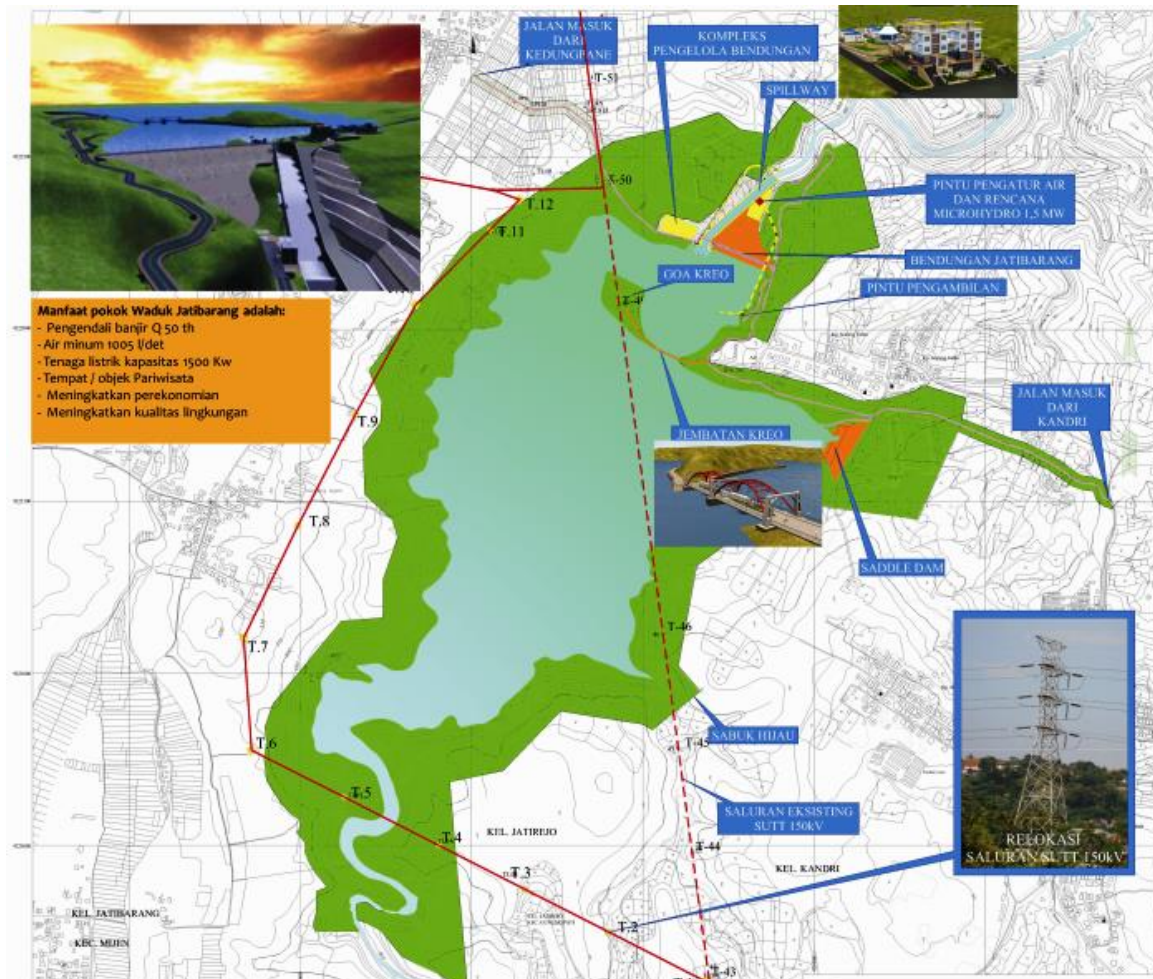 JALAN MASUK
DARI
KEDUNGPANE
KOMPLEKS
PENGELOLA BENDUNGAN
SPILLWAY
T-51
T-50
T.12
T.11
PINTU PENGATUR AIR
DAN RENCANA
MICROHYDRO 1,5 MW
BENDUNGAN JATIBARANG
GOA KREO
PINTU PENGAMBILAN
Manfaat pokok Waduk Jatibarang adalah:
- Pengendali banjir Q 50 th
- Air minum 1005 l/det
- Tenaga listrik kapasitas 1500 Kw
- Tempat / objek Pariwisata
- Meningkatkan perekonomian
- Meningkatkan kualitas lingkungan
T.9
JALAN MASUK
DARI
KANDRI
JEMBATAN KREO
T.8
SADDLE DAM
T-46
T.7
SABUK HIJAU
T-45
T.6
T.5
SALURAN EKSISTING
SUTT 150kV
T.4
KEL. JATIREJO
T-44
T.3
KEL. KANDRI
RELOKASI
SALURAN SUTT 150kV
KEL. JATIBARANG
KEC. MIJEN
T.2
T-43